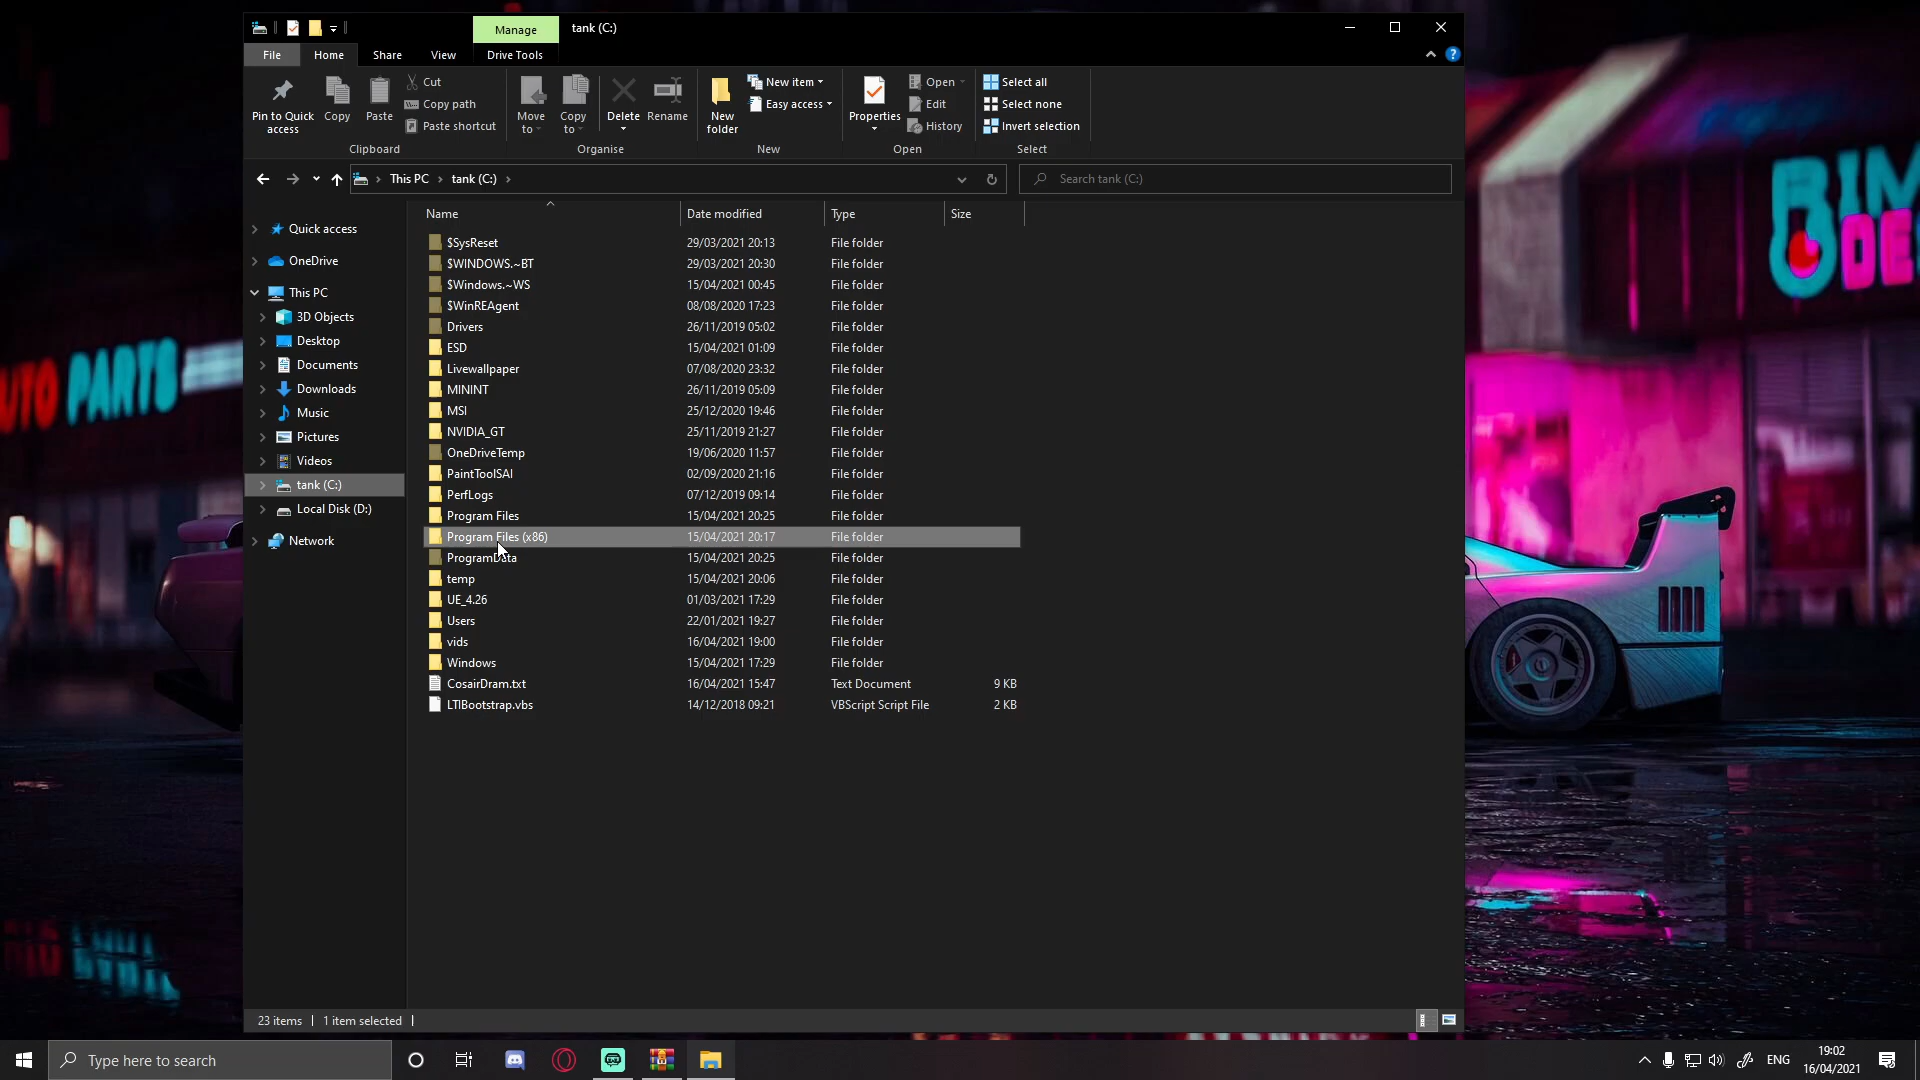 Manage
tank (C:)
File
Home
Share
View
Drive Tools
Pin to Quick access
Copy
Paste
Cut
Copy path
Paste shortcut
Clipboard
Move to
Copy to
Delete
Rename
Organise
New folder
New item
Easy access
New
Properties
Open
Edit
History
Open
Select all
Select none
Invert selection
Select
This PC
tank (C:)
Search tank (C:)
Quick access
OneDrive
This PC
3D Objects
Desktop
Documents
Downloads
Music
Pictures
Videos
tank (C:)
Local Disk (D:)
Network
Name Date modified Type Size
$SysReset 29/03/2021 20:13 File folder
$WINDOWS.~BT 29/03/2021 20:30 File folder
$Windows.~WS 15/04/2021 00:45 File folder
$WinREAgent 08/08/2020 17:23 File folder
Drivers 26/11/2019 05:02 File folder
ESD 15/04/2021 01:09 File folder
Livewallpaper 07/08/2020 23:32 File folder
MININT 26/11/2019 05:09 File folder
MSI 25/12/2020 19:46 File folder
NVIDIA_GT 25/11/2019 21:27 File folder
OneDriveTemp 19/06/2020 11:57 File folder
PaintToolSAI 02/09/2020 21:16 File folder
PerfLogs 07/12/2019 09:14 File folder
Program Files 15/04/2021 20:25 File folder
Program Files (x86) 15/04/2021 20:17 File folder
ProgramData 15/04/2021 20:25 File folder
temp 15/04/2021 20:06 File folder
UE_4.26 01/03/2021 17:29 File folder
Users 22/01/2021 19:27 File folder
vids 16/04/2021 19:00 File folder
Windows 15/04/2021 17:29 File folder
CosairDram.txt 16/04/2021 15:47 Text Document 9 KB
LTIBootstrap.vbs 14/12/2018 09:21 VBScript Script File 2 KB
23 items
1 item selected
PARTS
BIM
DE
Type here to search
ENG
19:02
16/04/2021